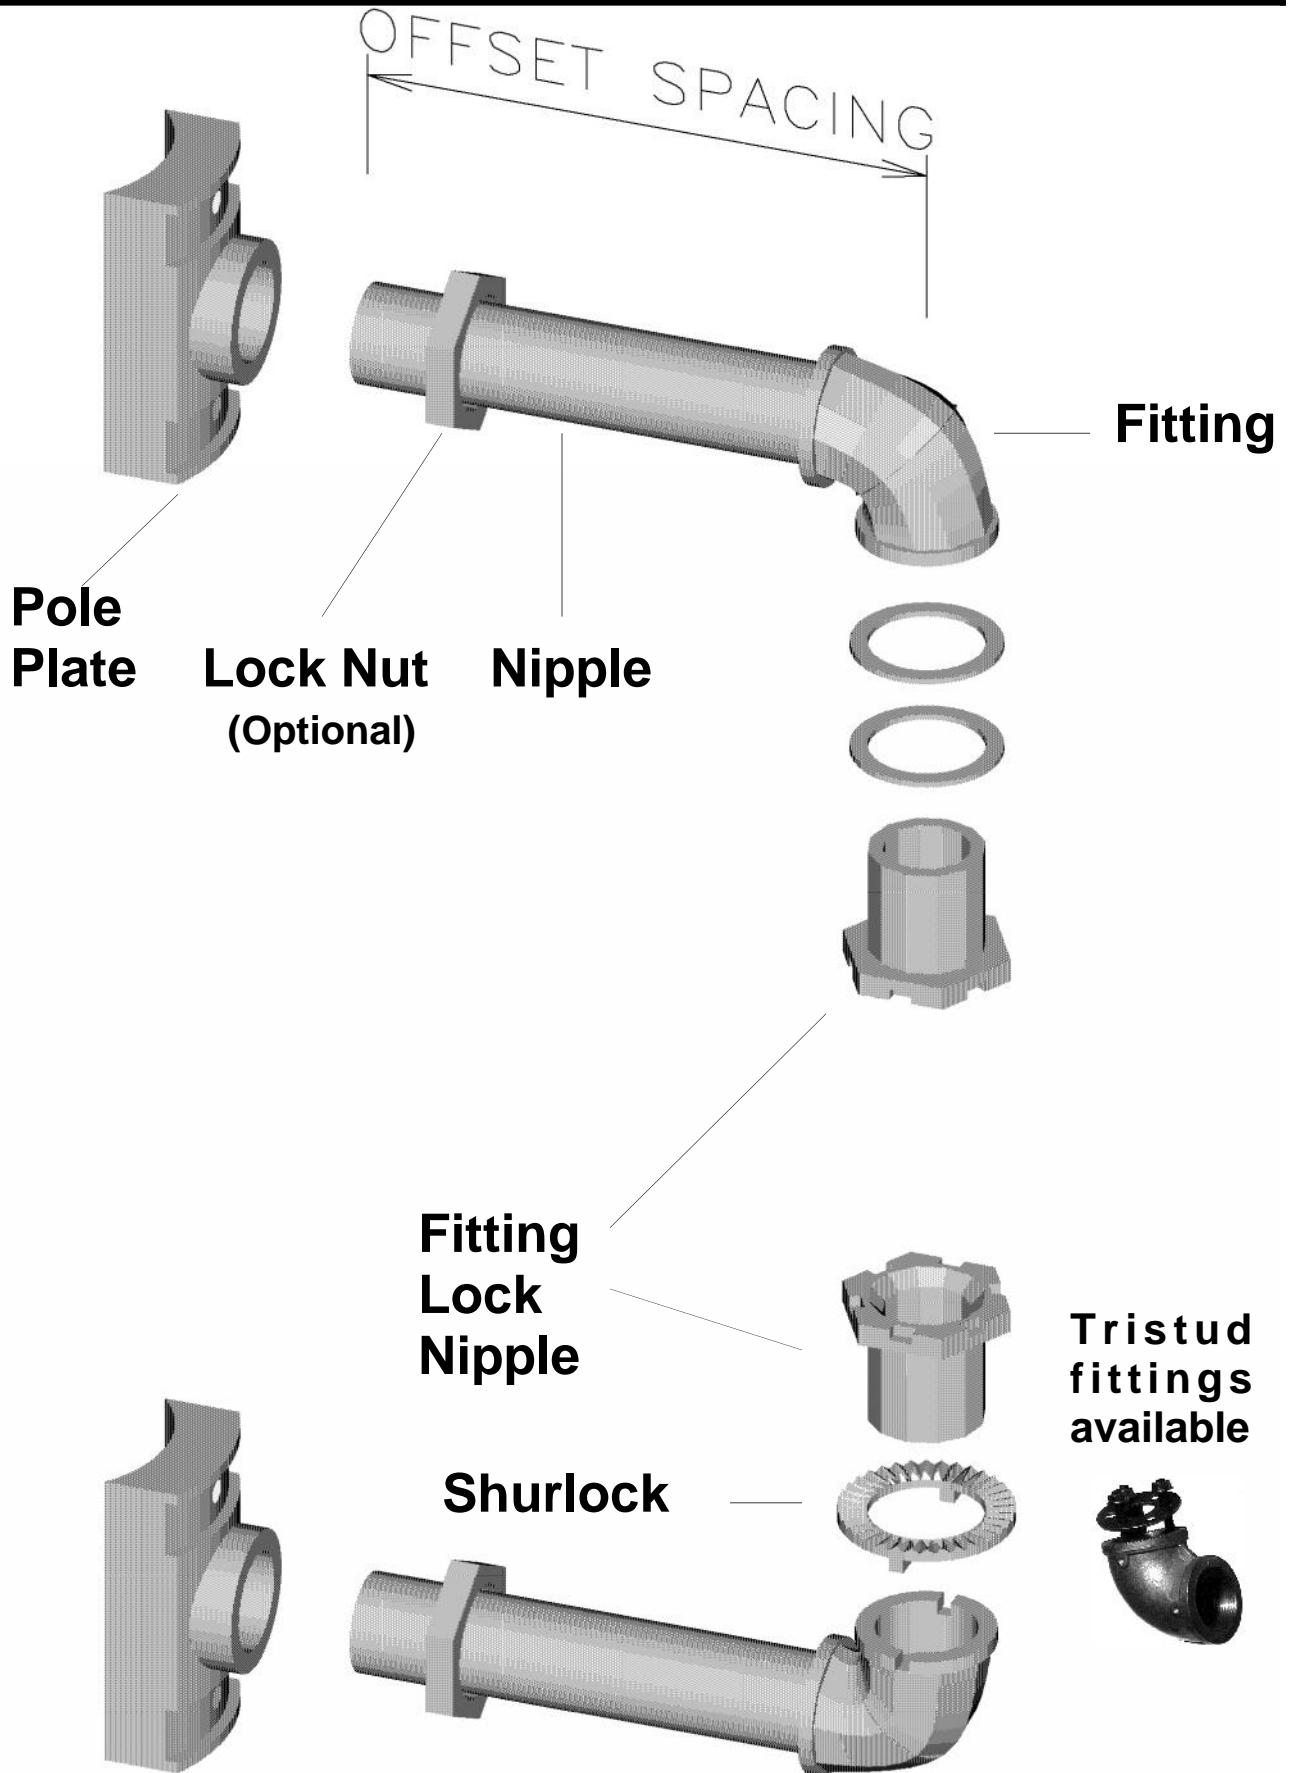 OFFSET SPACING
Fitting
Pole
Plate
Lock Nut
(Optional)
Nipple
Fitting
Lock
Nipple
Tristud
fittings
available
Shurlock